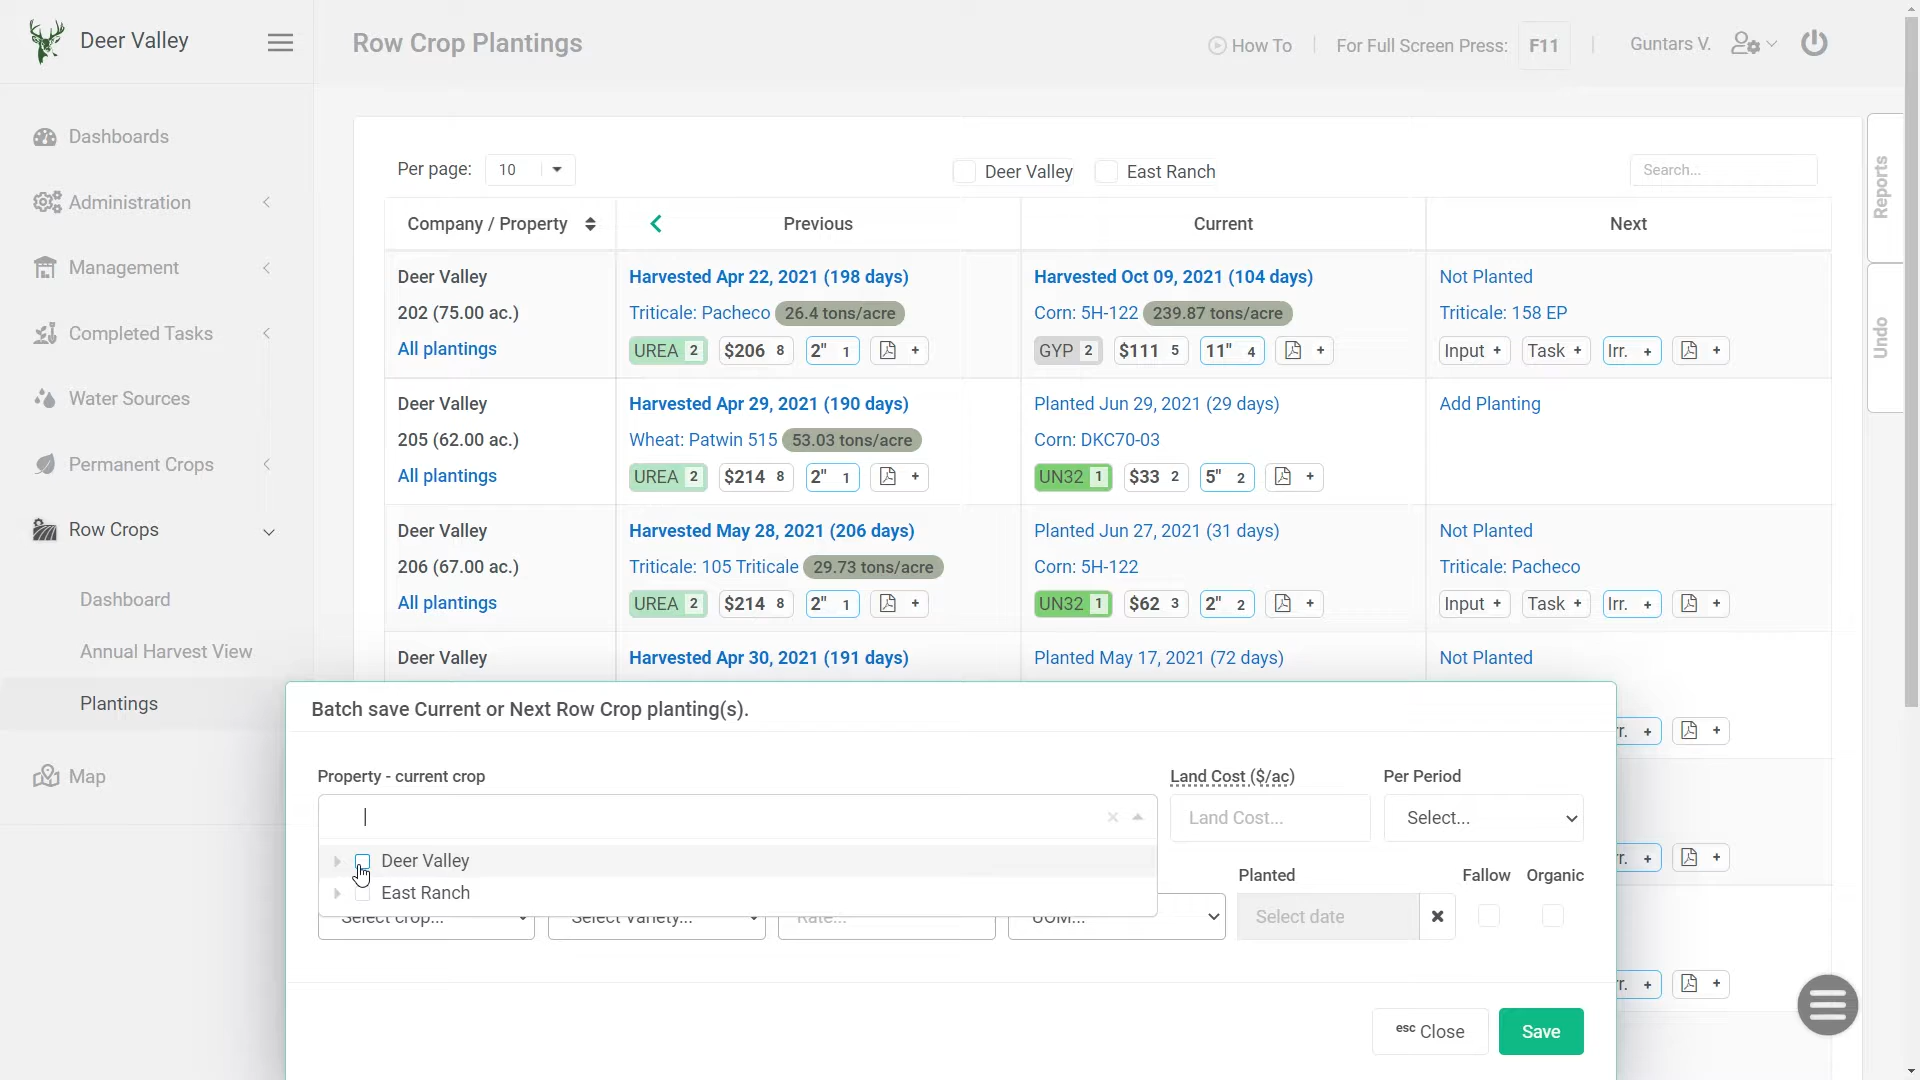 Deer Valley
Row Crop Plantings
How To
For Full Screen Press: F11
Guntars V.
Dashboards
Administration
Management
Completed Tasks
Water Sources
Permanent Crops
Row Crops
Dashboard
Annual Harvest View
Plantings
Map
Per page: 10
Deer Valley
East Ranch
Search...
Reports
Undo
Company / Property
Previous
Current
Next
Deer Valley
202 (75.00 ac.)
All plantings
Harvested Apr 22, 2021 (198 days)
Triticale: Pacheco 26.4 tons/acre
UREA 2 $206 8 2" 1 +
Harvested Oct 09, 2021 (104 days)
Corn: 5H-122 239.87 tons/acre
GYP 2 $111 5 11" 4 +
Not Planted
Triticale: 158 EP
Input + Task + Irr. + +
Deer Valley
205 (62.00 ac.)
All plantings
Harvested Apr 29, 2021 (190 days)
Wheat: Patwin 515 53.03 tons/acre
UREA 2 $214 8 2" 1 +
Planted Jun 29, 2021 (29 days)
Corn: DKC70-03
UN32 1 $33 2 5" 2 +
Add Planting
Deer Valley
206 (67.00 ac.)
All plantings
Harvested May 28, 2021 (206 days)
Triticale: 105 Triticale 29.73 tons/acre
UREA 2 $214 8 2" 1 +
Planted Jun 27, 2021 (31 days)
Corn: 5H-122
UN32 1 $62 3 2" 2 +
Not Planted
Triticale: Pacheco
Input + Task + Irr. + +
Deer Valley
Harvested Apr 30, 2021 (191 days)
Planted May 17, 2021 (72 days)
Not Planted
r. + +
r. + +
r. + +
Batch save Current or Next Row Crop planting(s).
Property - current crop
Land Cost ($/ac)
Per Period
Land Cost...
Select...
Deer Valley
East Ranch
Planted
Fallow
Organic
Select crop...
Select Variety...
Rate...
UOM...
Select date
esc Close
Save